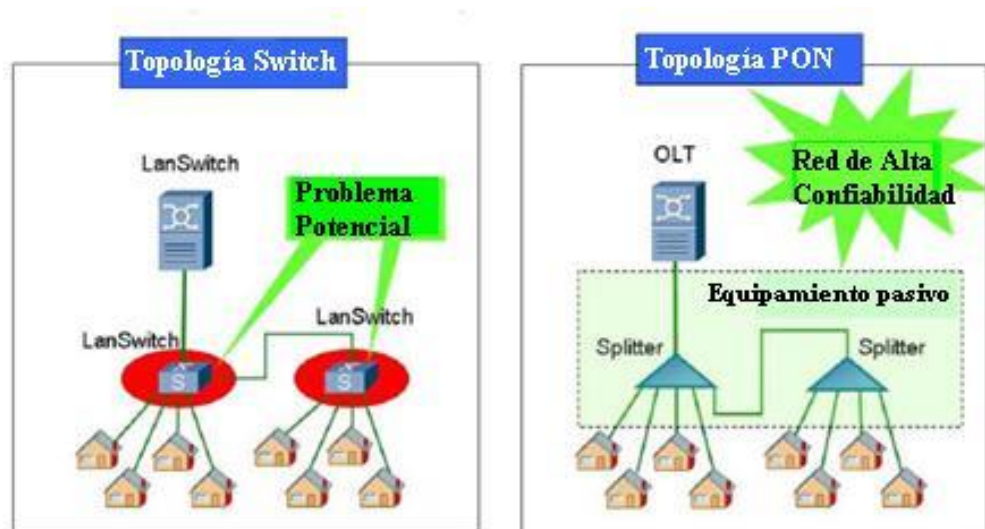 Topología Switch
LanSwitch
Problema
Potencial
LanSwitch
LanSwitch
S
S
Topología PON
OLT
Red de Alta
Confiabilidad
Equipamiento pasivo
Splitter
Splitter